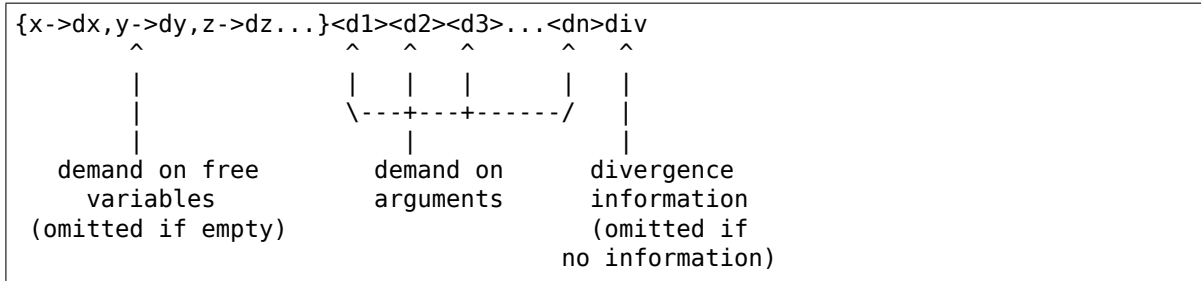 {x->dx,y->dy,z->dz...}<d1><d2><d3>...<dn>div
        ^              ^   ^   ^      ^   ^
        |              |   |   |      |   |
        |              \---+---+------/   |
        |                  |              |
   demand on free        demand on      divergence
     variables           arguments      information
 (omitted if empty)                     (omitted if
                                      no information)